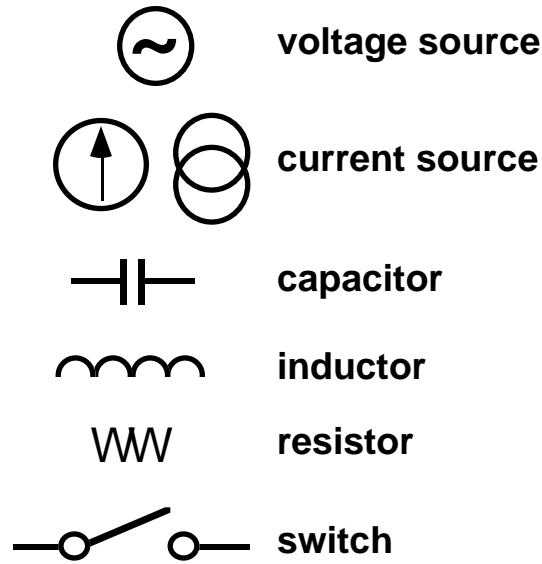 voltage source
current source
capacitor
inductor
resistor
switch